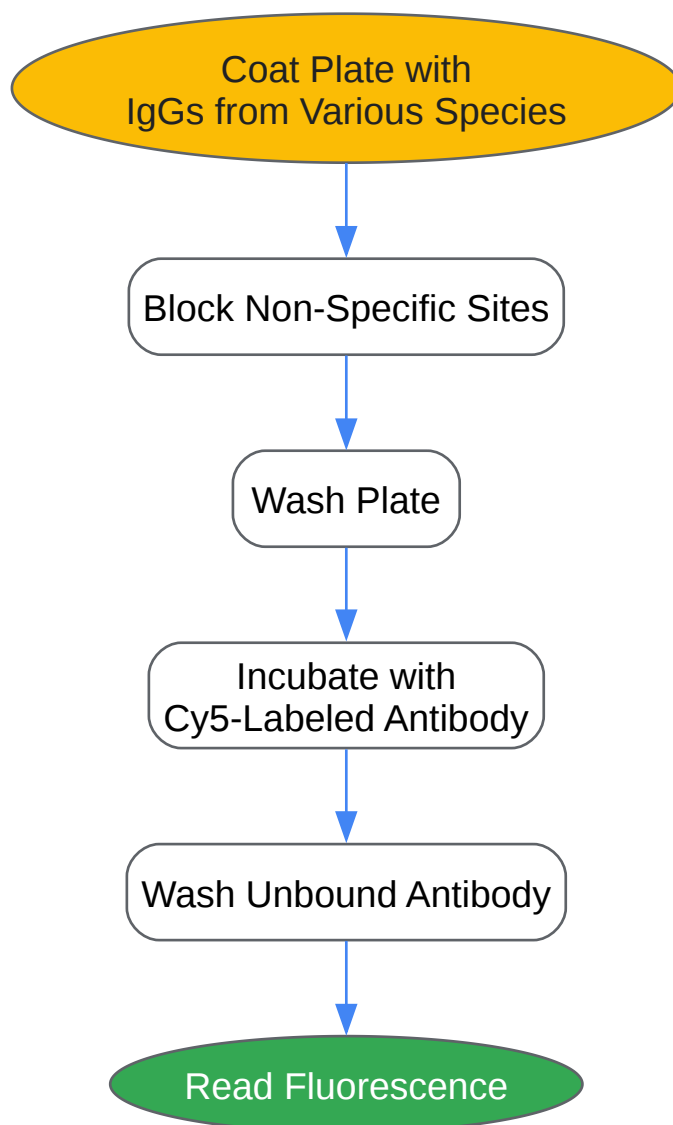 Coat Plate with
IgGs from Various Species
Block Non-Specific Sites
Wash Plate
Incubate with
Cy5-Labeled Antibody
Wash Unbound Antibody
Read Fluorescence